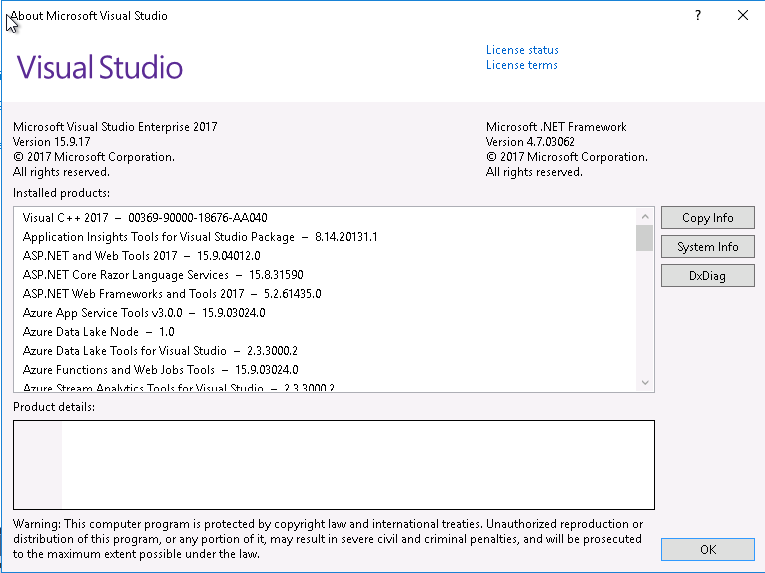 About Microsoft Visual Studio
?
Visual Studio
License status
License terms
Microsoft Visual Studio Enterprise 2017
Version 15.9.17
© 2017 Microsoft Corporation.
All rights reserved.
Microsoft .NET Framework
Version 4.7.03062
© 2017 Microsoft Corporation.
All rights reserved.
Installed products:
Visual C++ 2017 – 00369-90000-18676-AA040
Application Insights Tools for Visual Studio Package – 8.14.20131.1
ASP.NET and Web Tools 2017 – 15.9.04012.0
ASP.NET Core Razor Language Services – 15.8.31590
ASP.NET Web Frameworks and Tools 2017 – 5.2.61435.0
Azure App Service Tools v3.0.0 – 15.9.03024.0
Azure Data Lake Node – 1.0
Azure Data Lake Tools for Visual Studio – 2.3.3000.2
Azure Functions and Web Jobs Tools – 15.9.03024.0
Azure Stream Analytics Tools for Visual Studio – 2.3.3000.2
Copy Info
System Info
DxDiag
Product details:
Warning: This computer program is protected by copyright law and international treaties. Unauthorized reproduction or
distribution of this program, or any portion of it, may result in severe civil and criminal penalties, and will be prosecuted
to the maximum extent possible under the law.
OK